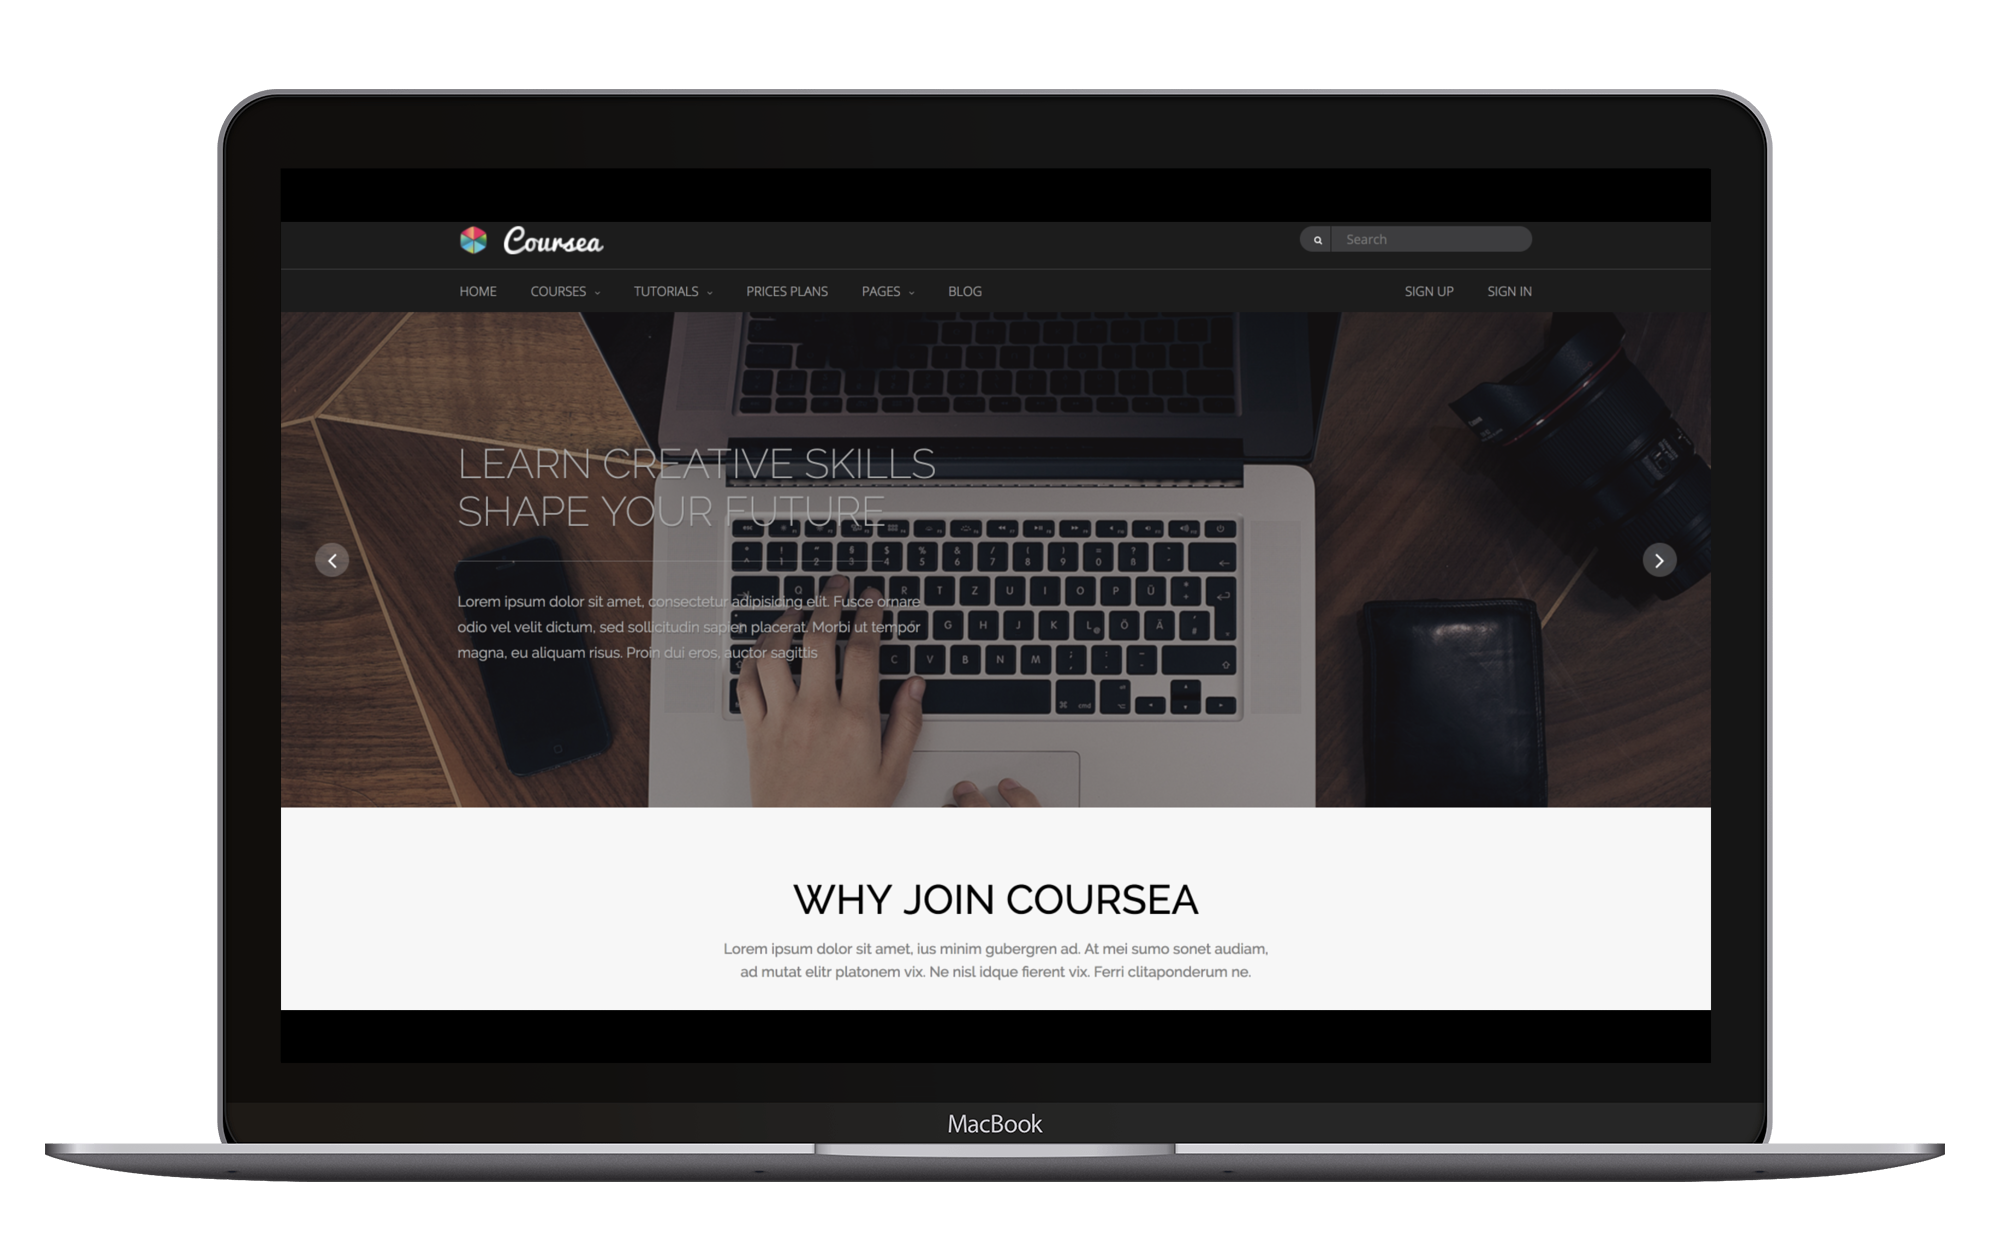 Coursea
Search
HOME COURSES TUTORIALS PRICES PLANS PAGES BLOG SIGN UP SIGN IN
LEARN CREATIVE SKILLS
SHAPE YOUR FUTURE
Lorem ipsum dolor sit amet, consectetur adipisiding elit. Fusce ornare
odio vel velit dictum, sed sollicitudin sapien placerat. Morbi ut tempor
magna, eu aliquam risus. Proin dui eros, auctor sagittis
R T Z U I O P Ü
G H J K L Ö Ä
C V B N M
cmd
WHY JOIN COURSEA
Lorem ipsum dolor sit amet, ius minim gubergren ad. At mei sumo sonet audiam,
ad mutat elitr platonem vix. Ne nisl idque fierent vix. Ferri clitaponderum ne.
MacBook